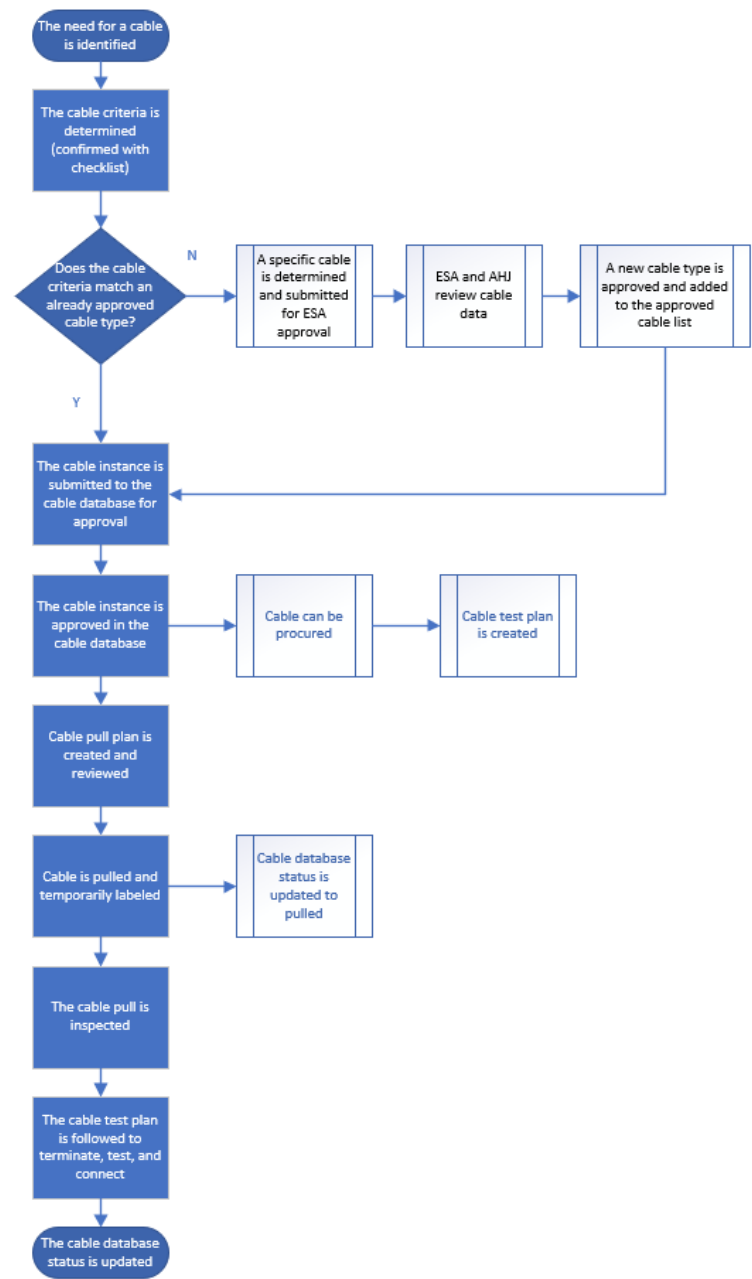 The need for a cable
is identified
The cable criteria is
determined
(confirmed with
checklist)
Does the cable
criteria match an
already approved
cable type?
N
A specific cable
is determined
and submitted
for ESA
approval
ESA and AHJ
review cable
data
A new cable type is
approved and added
to the approved
cable list
Y
The cable instance is
submitted to the
cable database for
approval
The cable instance is
approved in the
cable database
Cable can be
procured
Cable test plan
is created
Cable pull plan is
created and
reviewed
Cable is pulled and
temporarily labeled
Cable database
status is
updated to
pulled
The cable pull is
inspected
The cable test plan
is followed to
terminate, test, and
connect
The cable database
status is updated